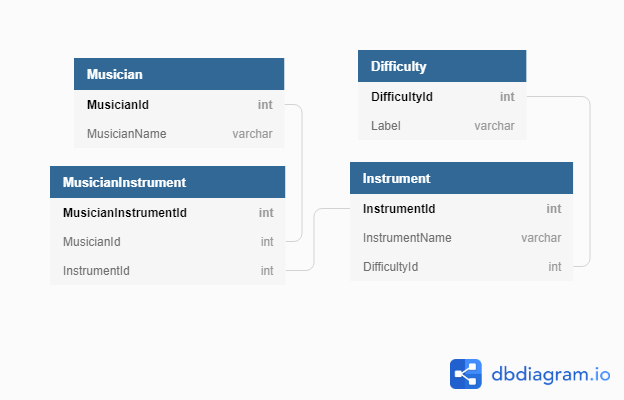 Musician
MusicianId int
MusicianName varchar
MusicianInstrument
MusicianInstrumentId int
MusicianId int
InstrumentId int
Difficulty
DifficultyId int
Label varchar
Instrument
InstrumentId int
InstrumentName varchar
DifficultyId int
dbdiagram.io